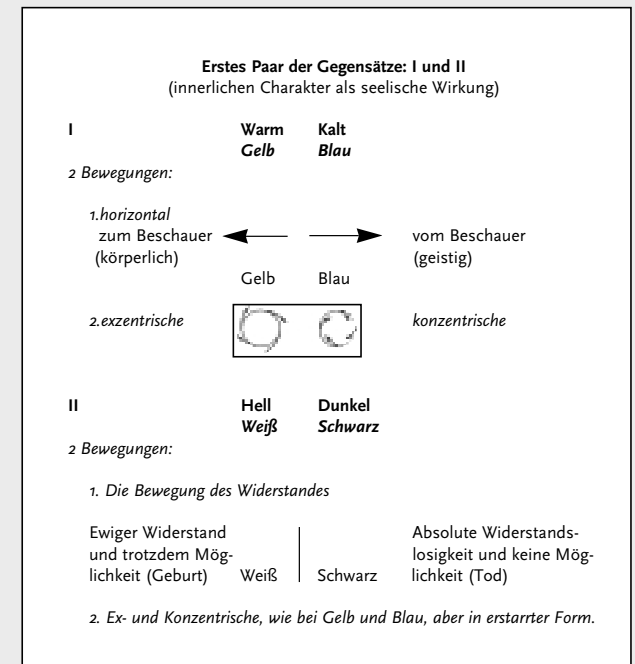 Erstes Paar der Gegensätze: I und II
(innerlichen Charakter als seelische Wirkung)
I Warm Kalt
Gelb Blau
2 Bewegungen:
1.horizontal
zum Beschauer vom Beschauer
(körperlich) (geistig)
Gelb Blau
2.exzentrische konzentrische
II Hell Dunkel
Weiß Schwarz
2 Bewegungen:
1. Die Bewegung des Widerstandes
Ewiger Widerstand Absolute Widerstands-
und trotzdem Mög- losigkeit und keine Mög-
lichkeit (Geburt) Weiß Schwarz lichkeit (Tod)
2. Ex- und Konzentrische, wie bei Gelb und Blau, aber in erstarrter Form.